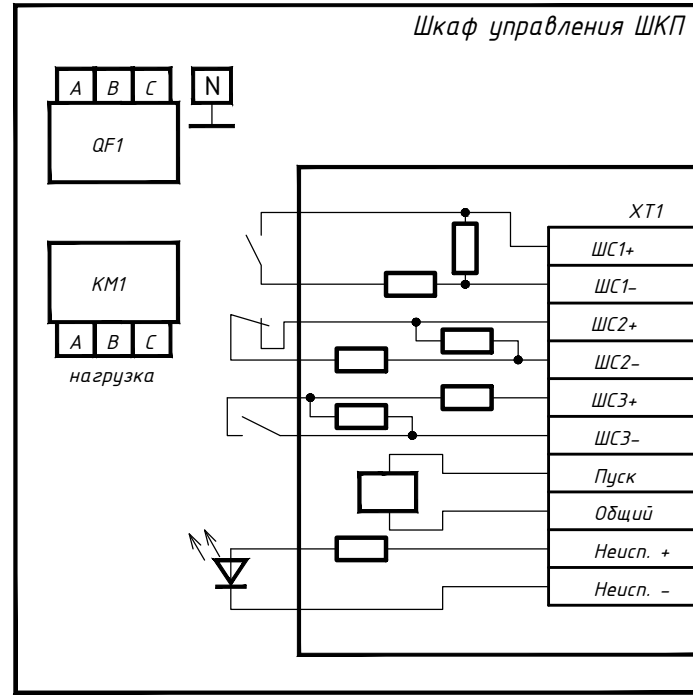 Шкаф управления ШКП
A B C N
QF1
KM1
A B C
нагрузка
XT1
ШС1+
ШС1-
ШС2+
ШС2-
ШС3+
ШС3-
Пуск
Общий
Неисп. +
Неисп. -